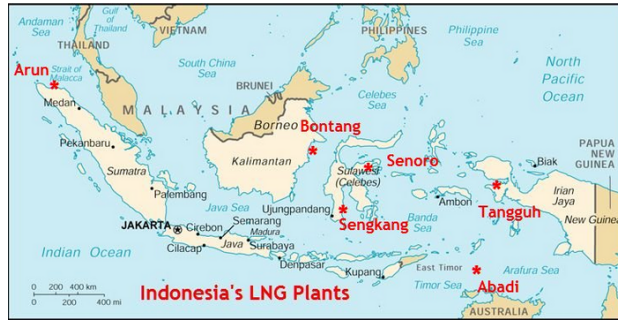 Andaman
Sea
Gulf
of
Thailand
VIETNAM
THAILAND
PHILIPPINES
Philippine
Sea
Arun
Strait of
Malacca
South China
Sea
North
Pacific
Ocean
Medan
MALAYSIA
BRUNEI
Celebes
Sea
Borneo
Bontang
Pekanbaru
Kalimantan
Senoro
Sumatra
Sulawesi
(Celebes)
Biak
PAPUA
NEW
GUINEA
Palembang
Ambon
Tangguh
Irian
Jaya
New Guinea
Java Sea
Ujungpandang
Sengkang
Banda
Sea
JAKARTA
Cirebon
Semarang
Madura
Cilacap
Java
Surabaya
Indian Ocean
Denpasar
Kupang
East Timor
Timor Sea
Arafura Sea
Abadi
0 200 400 km
0 200 400 mi
Indonesia's LNG Plants
AUSTRALIA